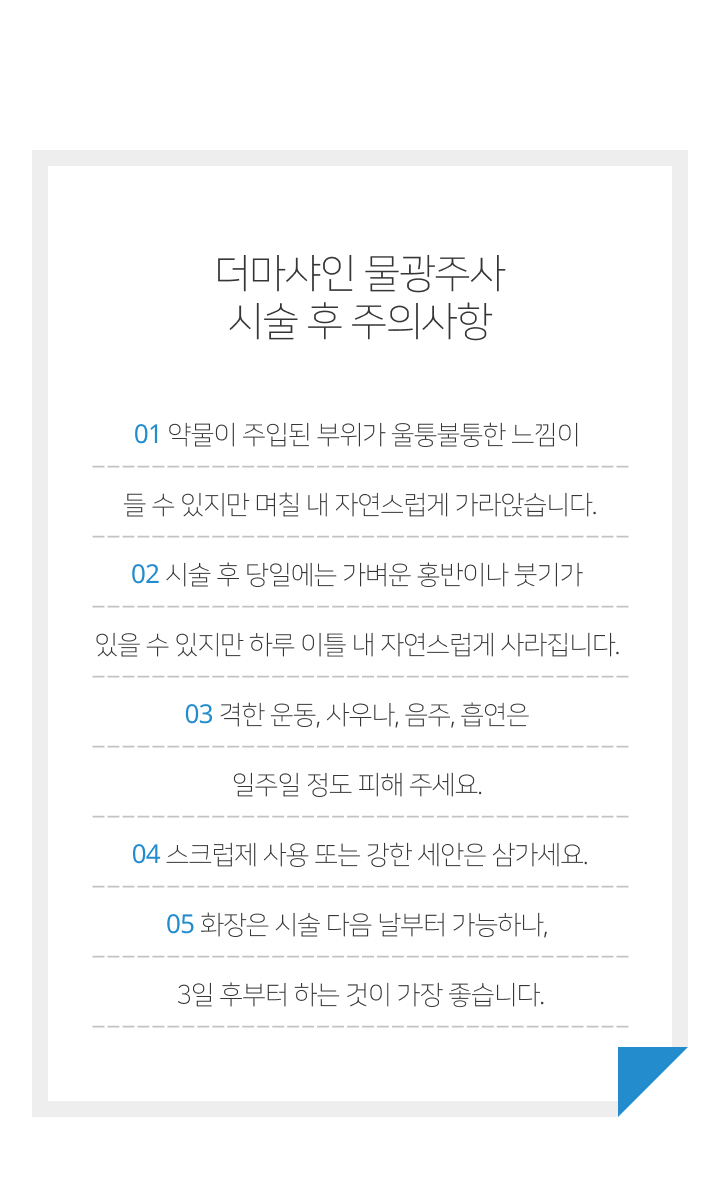 더마샤인 물광주사
시술 후 주의사항
01 약물이 주입된 부위가 울퉁불퉁한 느낌이
들 수 있지만 며칠 내 자연스럽게 가라앉습니다.
02 시술 후 당일에는 가벼운 홍반이나 붓기가
있을 수 있지만 하루 이틀 내 자연스럽게 사라집니다.
03 격한 운동, 사우나, 음주, 흡연은
일주일 정도 피해 주세요.
04 스크럽제 사용 또는 강한 세안은 삼가세요.
05 화장은 시술 다음 날부터 가능하나,
3일 후부터 하는 것이 가장 좋습니다.